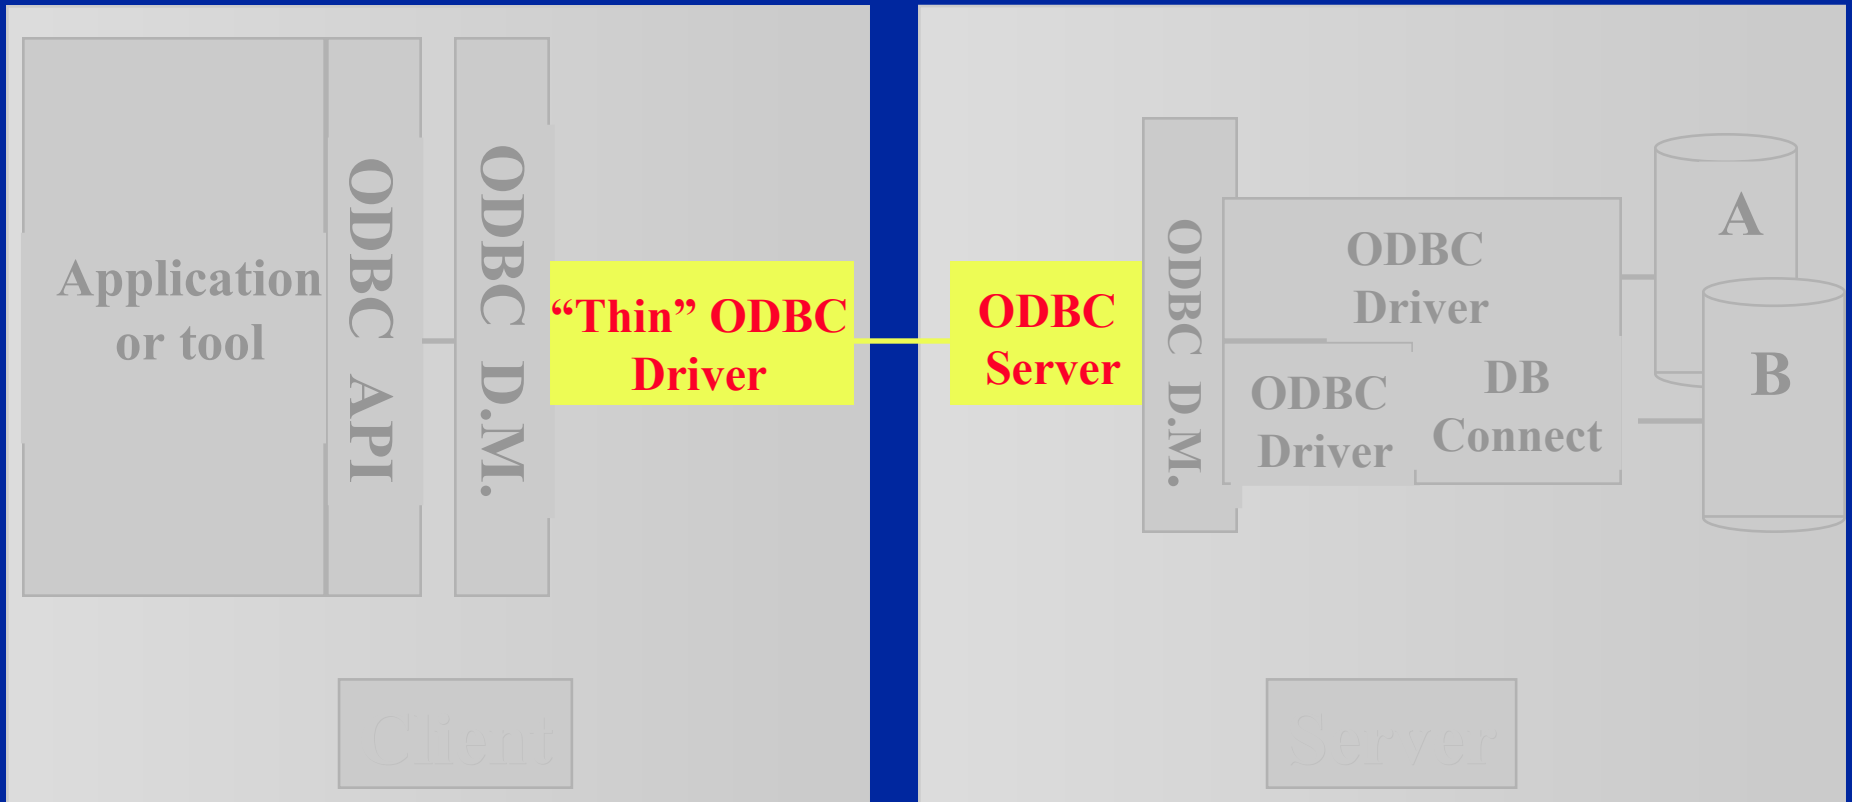 Application
or tool
ODBC API
ODBC D.M.
“Thin” ODBC
Driver
ODBC
Server
ODBC D.M.
ODBC
Driver
ODBC
Driver
DB
Connect
A
B
Client
Server